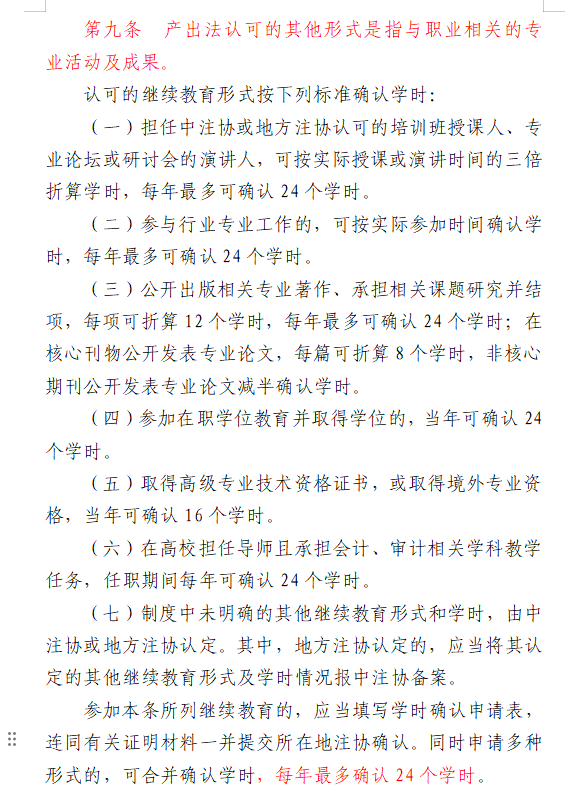 第九条 产出法认可的其他形式是指与职业相关的专
业活动及成果。
认可的继续教育形式按下列标准确认学时：
（一）担任中注协或地方注协认可的培训班授课人、专
业论坛或研讨会的演讲人，可按实际授课或演讲时间的三倍
折算学时，每年最多可确认 24 个学时。
（二）参与行业专业工作的，可按实际参加时间确认学
时，每年最多可确认 24 个学时。
（三）公开出版相关专业著作、承担相关课题研究并结
项，每项可折算 12 个学时，每年最多可确认 24 个学时；在
核心刊物公开发表专业论文，每篇可折算 8 个学时，非核心
期刊公开发表专业论文减半确认学时。
（四）参加在职学位教育并取得学位的，当年可确认 24
个学时。
（五）取得高级专业技术资格证书，或取得境外专业资
格，当年可确认 16 个学时。
（六）在高校担任导师且承担会计、审计相关学科教学
任务，任职期间每年可确认 24 个学时。
（七）制度中未明确的其他继续教育形式和学时，由中
注协或地方注协认定。其中，地方注协认定的，应当将其认
定的其他继续教育形式及学时情况报中注协备案。
参加本条所列继续教育的，应当填写学时确认申请表，
连同有关证明材料一并提交所在地注协确认。同时申请多种
形式的，可合并确认学时，每年最多确认 24 个学时。